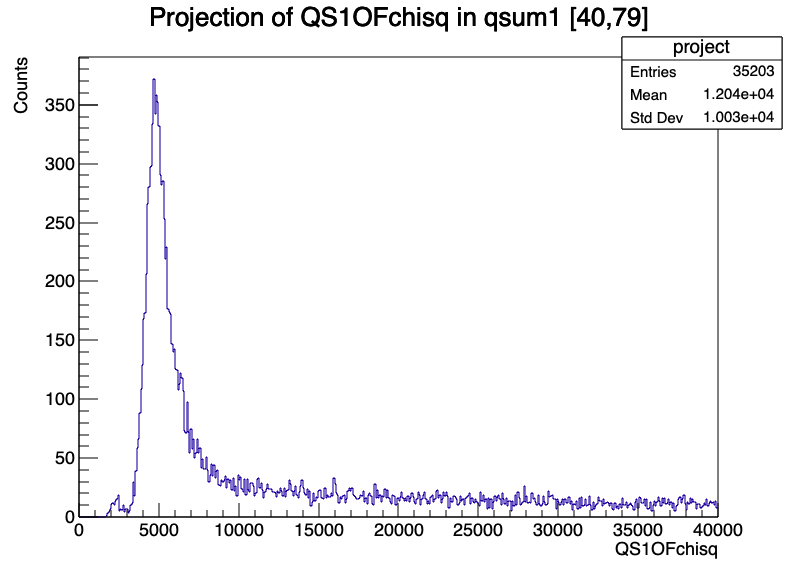 Projection of QS1OFchisq in qsum1 [40,79]
project
Entries 35203
Mean 1.204e+04
Std Dev 1.003e+04
Counts
350
300
250
200
150
100
50
0
0 5000 10000 15000 20000 25000 30000 35000 40000
QS1OFchisq